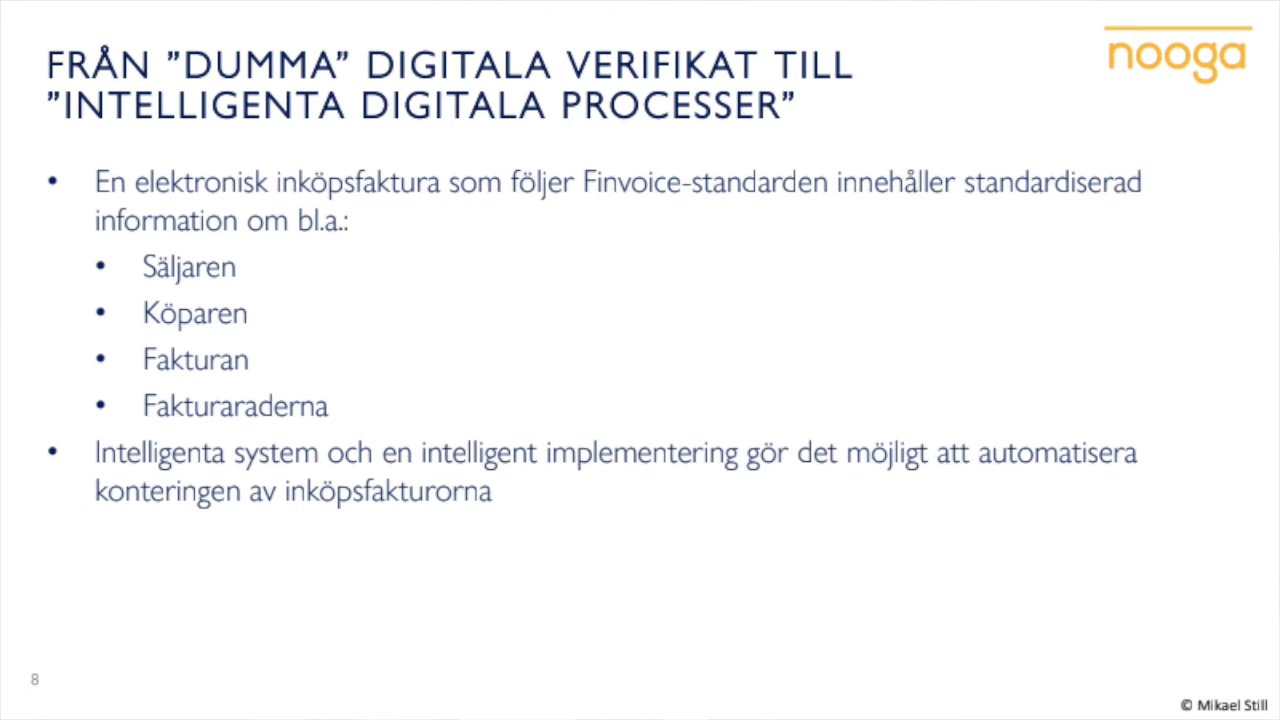 FRÅN ”DUMMA” DIGITALA VERIFIKAT TILL
”INTELLIGENTA DIGITALA PROCESSER”
nooga
• En elektronisk inköpsfaktura som följer Finvoice-standarden innehåller standardiserad
information om bl.a.:
• Säljaren
• Köparen
• Fakturan
• Fakturaraderna
• Intelligenta system och en intelligent implementering gör det möjligt att automatisera
konteringen av inköpsfakturorna
8
© Mikael Still